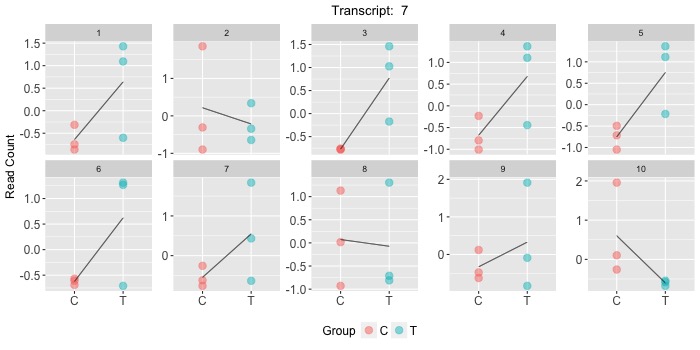 Transcript: 7
1 2 3 4 5
1.5 1.0 0.5 0.0 -0.5
1 0 -1
1.5 1.0 0.5 0.0 -0.5
1.0 0.5 0.0 -0.5 -1.0
1.0 0.5 0.0 -0.5 -1.0
Read Count
6 7 8 9 10
1.0 0.5 0.0 -0.5
1 0
1.0 0.5 0.0 -0.5 -1.0
2 0
2 1 0
C T C T C T C T C T
Group C T